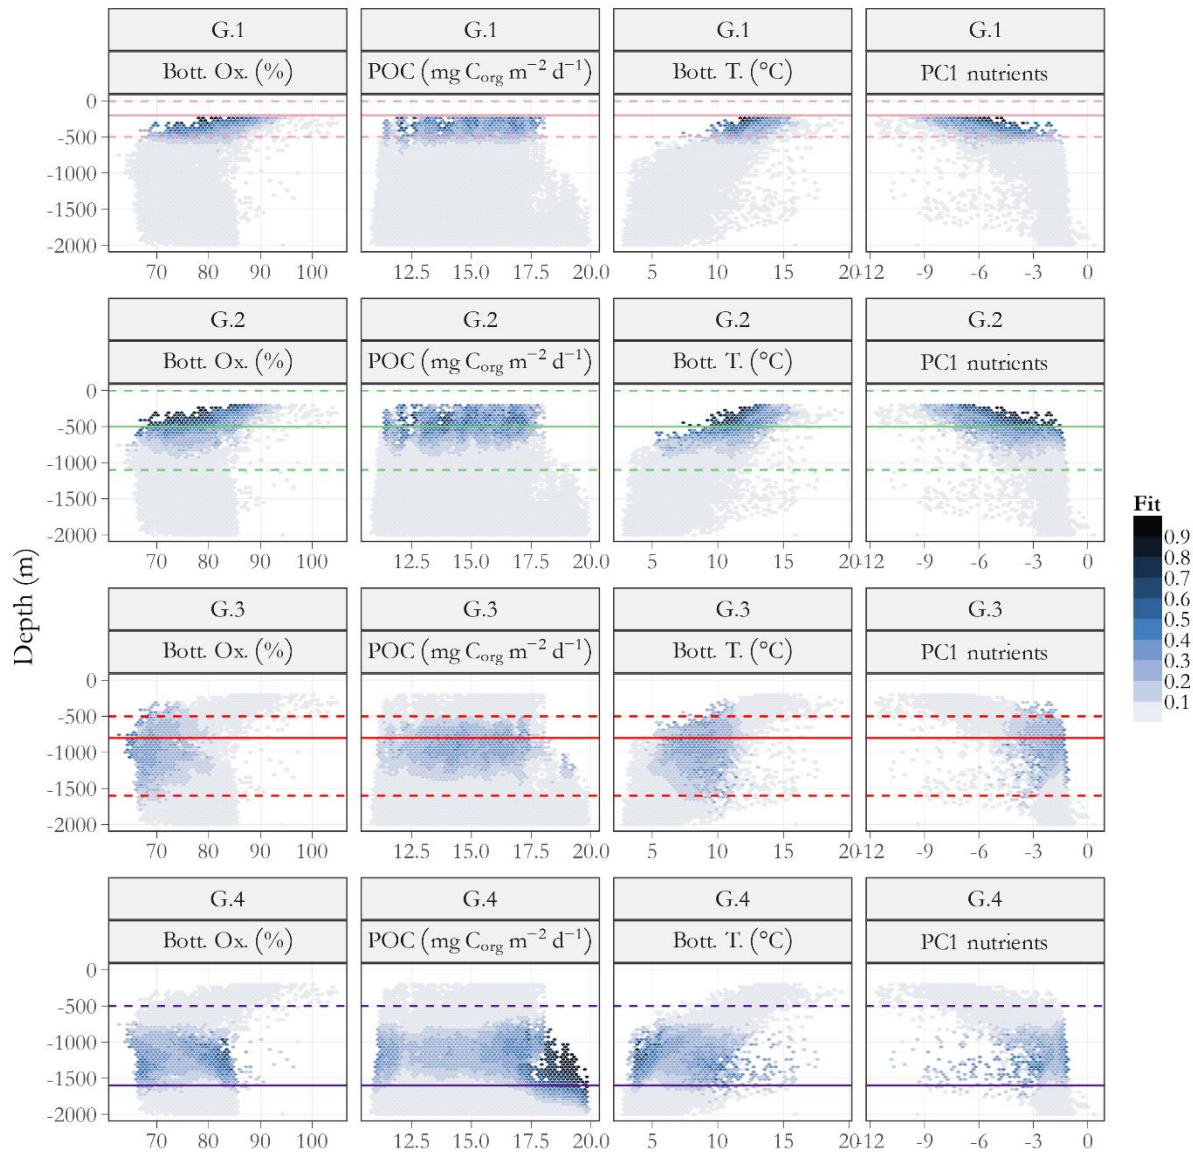 G.1 G.1 G.1 G.1
Bott. Ox. (%) POC (mg C_org m⁻² d⁻¹) Bott. T. (°C) PC1 nutrients
0
-500
-1000
-1500
-2000
70 80 90 100 12.5 15.0 17.5 20.0 5 10 15 20 -12 -9 -6 -3 0
G.2 G.2 G.2 G.2
Bott. Ox. (%) POC (mg C_org m⁻² d⁻¹) Bott. T. (°C) PC1 nutrients
0
-500
-1000
-1500
-2000
70 80 90 100 12.5 15.0 17.5 20.0 5 10 15 20 -12 -9 -6 -3 0
G.3 G.3 G.3 G.3
Bott. Ox. (%) POC (mg C_org m⁻² d⁻¹) Bott. T. (°C) PC1 nutrients
0
-500
-1000
-1500
-2000
70 80 90 100 12.5 15.0 17.5 20.0 5 10 15 20 -12 -9 -6 -3 0
G.4 G.4 G.4 G.4
Bott. Ox. (%) POC (mg C_org m⁻² d⁻¹) Bott. T. (°C) PC1 nutrients
0
-500
-1000
-1500
-2000
70 80 90 100 12.5 15.0 17.5 20.0 5 10 15 20 -12 -9 -6 -3 0
Depth (m)
Fit
0.9
0.8
0.7
0.6
0.5
0.4
0.3
0.2
0.1